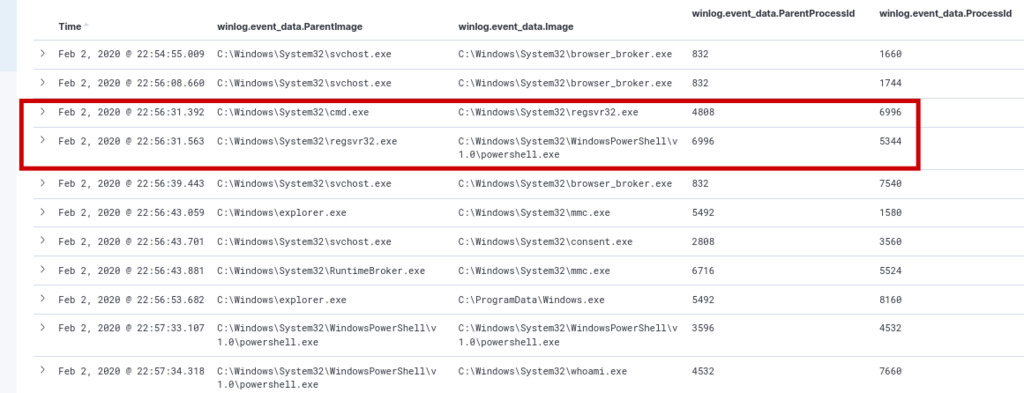 Time winlog.event_data.ParentImage winlog.event_data.Image winlog.event_data.ParentProcessId winlog.event_data.ProcessId
Feb 2, 2020 @ 22:54:55.009 C:\Windows\System32\svchost.exe C:\Windows\System32\browser_broker.exe 832 1660
Feb 2, 2020 @ 22:56:08.660 C:\Windows\System32\svchost.exe C:\Windows\System32\browser_broker.exe 832 1744
Feb 2, 2020 @ 22:56:31.392 C:\Windows\System32\cmd.exe C:\Windows\System32\regsvr32.exe 4808 6996
Feb 2, 2020 @ 22:56:31.563 C:\Windows\System32\regsvr32.exe C:\Windows\System32\WindowsPowerShell\v 6996 5344
1.0\powershell.exe
Feb 2, 2020 @ 22:56:39.443 C:\Windows\System32\svchost.exe C:\Windows\System32\browser_broker.exe 832 7540
Feb 2, 2020 @ 22:56:43.059 C:\Windows\explorer.exe C:\Windows\System32\mmc.exe 5492 1580
Feb 2, 2020 @ 22:56:43.701 C:\Windows\System32\svchost.exe C:\Windows\System32\consent.exe 2808 3560
Feb 2, 2020 @ 22:56:43.881 C:\Windows\System32\RuntimeBroker.exe C:\Windows\System32\mmc.exe 6716 5524
Feb 2, 2020 @ 22:56:53.682 C:\Windows\explorer.exe C:\ProgramData\Windows.exe 5492 8160
Feb 2, 2020 @ 22:57:33.107 C:\Windows\System32\WindowsPowerShell\v C:\Windows\System32\WindowsPowerShell\v 3596 4532
1.0\powershell.exe 1.0\powershell.exe
Feb 2, 2020 @ 22:57:34.318 C:\Windows\System32\WindowsPowerShell\v C:\Windows\System32\whoami.exe 4532 7660
1.0\powershell.exe